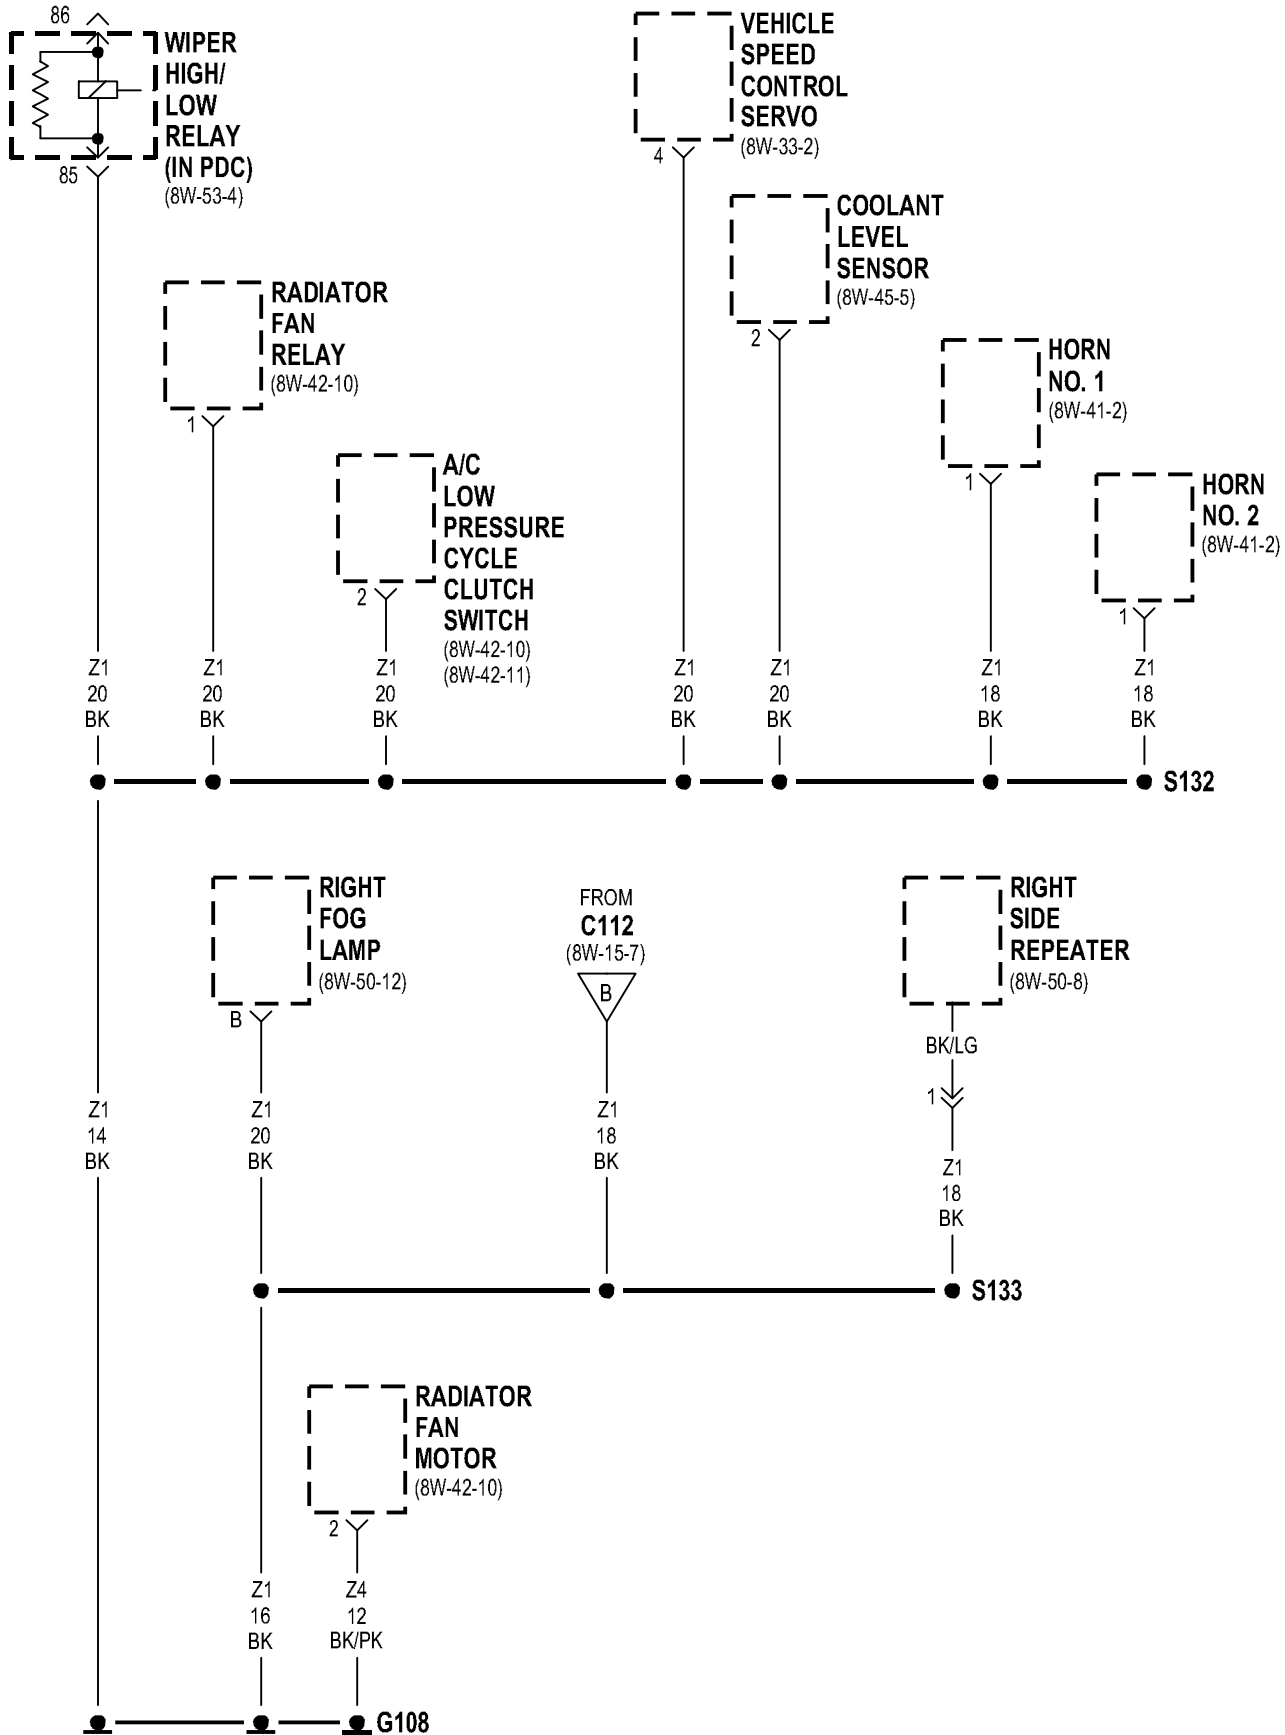 86
WIPER
HIGH/
LOW
RELAY
(IN PDC)
(8W-53-4)
85
VEHICLE
SPEED
CONTROL
SERVO
(8W-33-2)
4
COOLANT
LEVEL
SENSOR
(8W-45-5)
2
RADIATOR
FAN
RELAY
(8W-42-10)
1
HORN
NO. 1
(8W-41-2)
1
A/C
LOW
PRESSURE
CYCLE
CLUTCH
SWITCH
(8W-42-10)
(8W-42-11)
2
HORN
NO. 2
(8W-41-2)
1
Z1 Z1 Z1 Z1 Z1 Z1 Z1
20 20 20 20 20 18 18
BK BK BK BK BK BK BK
S132
RIGHT
FOG
LAMP
(8W-50-12)
B
FROM
C112
(8W-15-7)
B
RIGHT
SIDE
REPEATER
(8W-50-8)
BK/LG
1
Z1 Z1 Z1
14 20 18
BK BK BK
Z1
18
BK
S133
RADIATOR
FAN
MOTOR
(8W-42-10)
2
Z1 Z4
16 12
BK BK/PK
G108